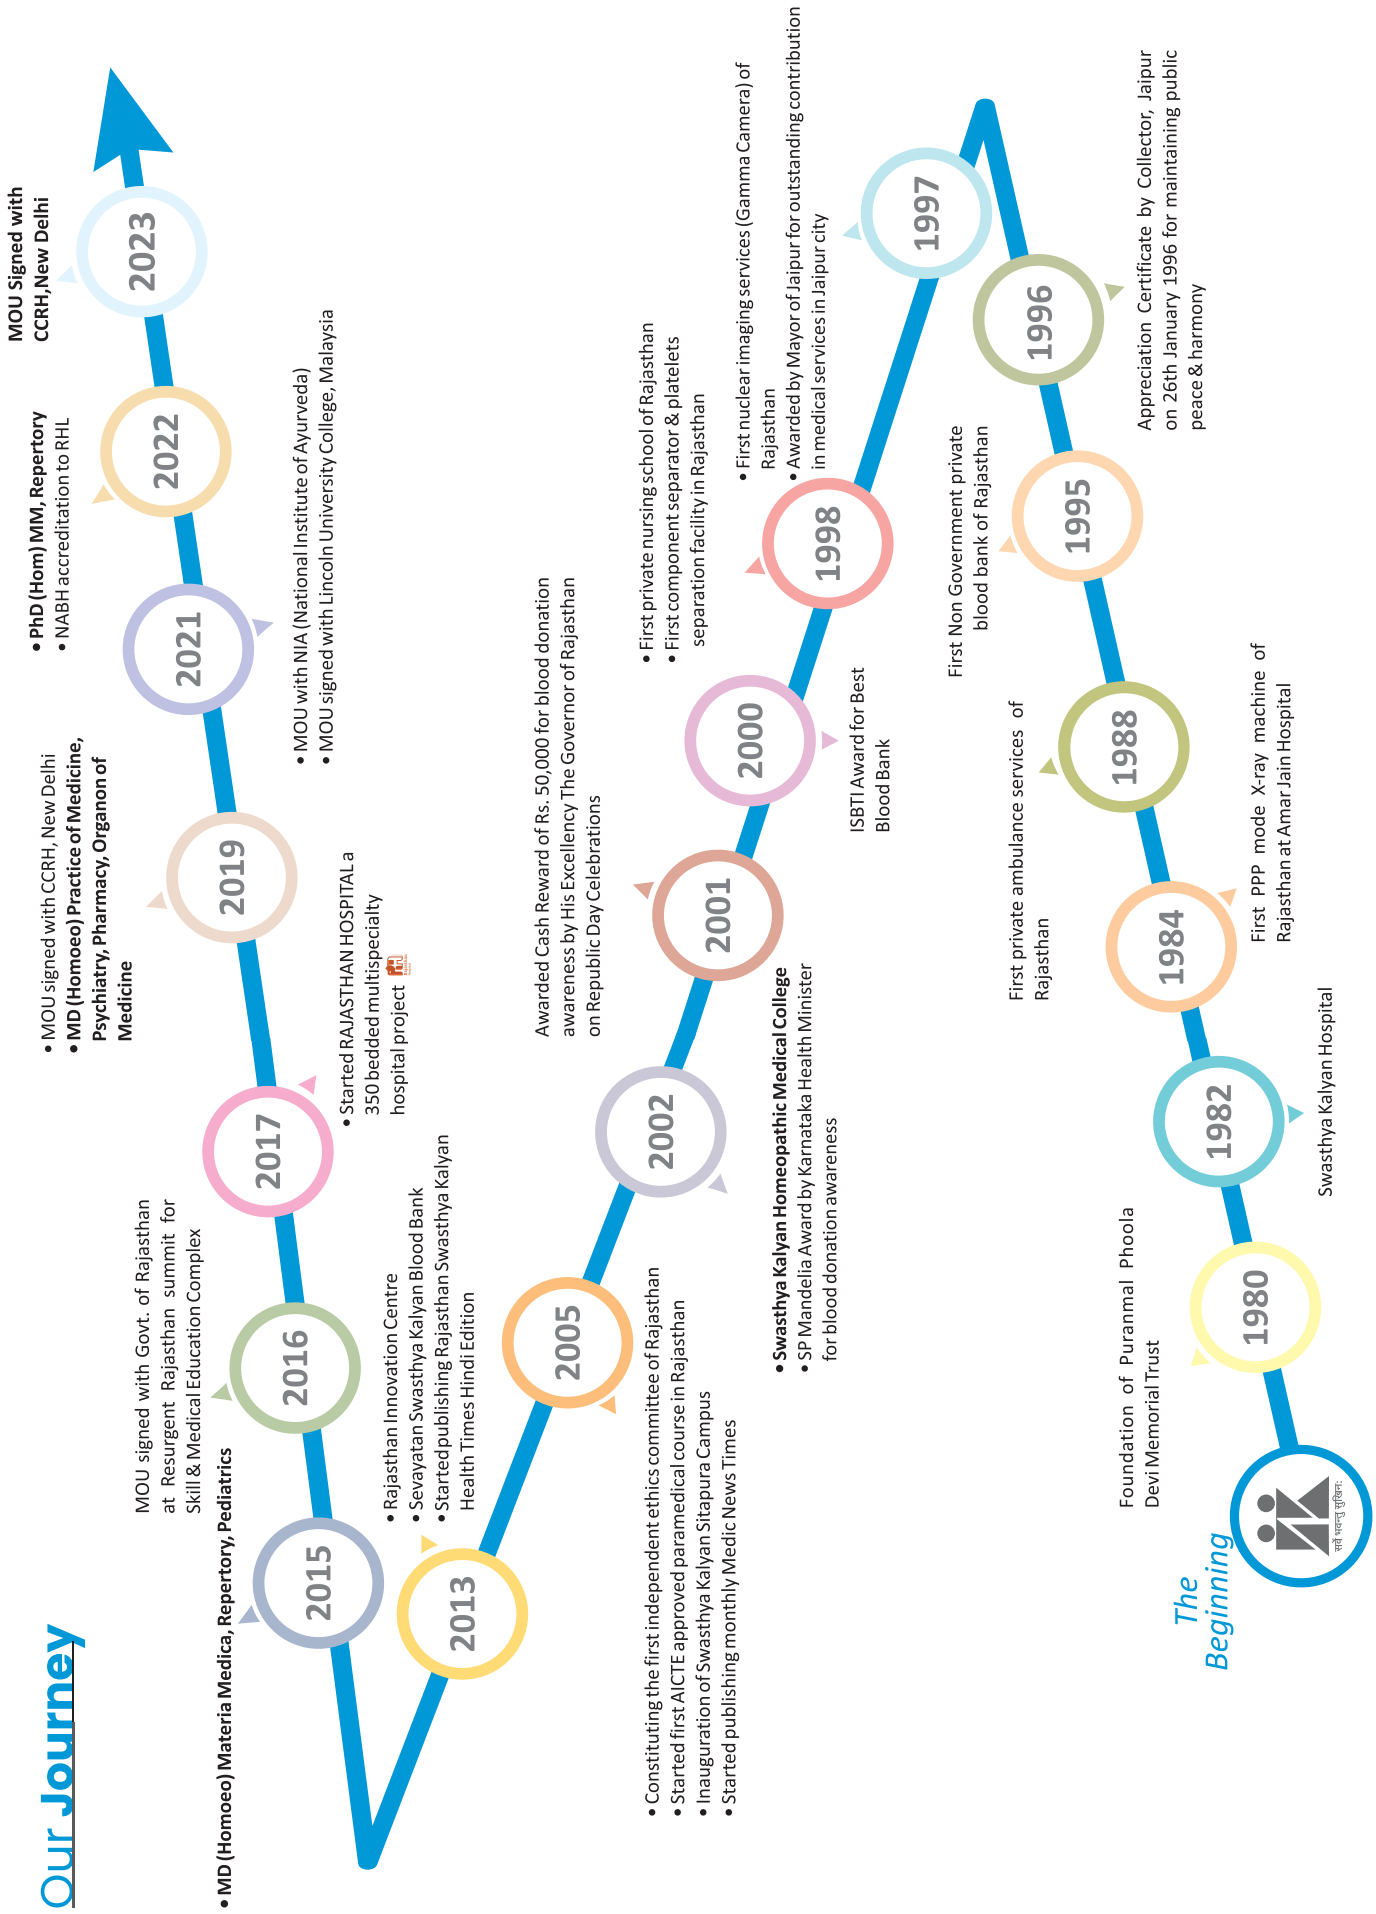 Our Journey
The
Beginning
सर्वे भवन्तु सुखिनः
1980
Foundation of Puranmal Phoola
Devi Memorial Trust
1982
Swasthya Kalyan Hospital
1984
First PPP mode X-ray machine of
Rajasthan at Amar Jain Hospital
1988
First private ambulance services of
Rajasthan
1995
First Non Government private
blood bank of Rajasthan
1996
Appreciation Certificate by Collector, Jaipur
on 26th January 1996 for maintaining public
peace & harmony
1997
• First nuclear imaging services (Gamma Camera) of
Rajasthan
• Awarded by Mayor of Jaipur for outstanding contribution
in medical services in Jaipur city
1998
• First private nursing school of Rajasthan
• First component separator & platelets
separation facility in Rajasthan
2000
ISBTI Award for Best
Blood Bank
2001
Awarded Cash Reward of Rs. 50,000 for blood donation
awareness by His Excellency The Governor of Rajasthan
on Republic Day Celebrations
2002
• Swasthya Kalyan Homeopathic Medical College
• SP Mandelia Award by Karnataka Health Minister
for blood donation awareness
2005
• Constituting the first independent ethics committee of Rajasthan
• Started first AICTE approved paramedical course in Rajasthan
• Inauguration of Swasthya Kalyan Sitapura Campus
• Started publishing monthly Medic News Times
2013
• Rajasthan Innovation Centre
• Sevayatan Swasthya Kalyan Blood Bank
• Startedpublishing Rajasthan Swasthya Kalyan
Health Times Hindi Edition
2015
• MD (Homoeo) Materia Medica, Repertory, Pediatrics
2016
MOU signed with Govt. of Rajasthan
at Resurgent Rajasthan summit for
Skill & Medical Education Complex
2017
• Started RAJASTHAN HOSPITAL a
350 bedded multispecialty
hospital project
2019
• MOU signed with CCRH, New Delhi
• MD (Homoeo) Practice of Medicine,
Psychiatry, Pharmacy, Organon of
Medicine
2021
• MOU with NIA (National Institute of Ayurveda)
• MOU signed with Lincoln University College, Malaysia
2022
• PhD (Hom) MM, Repertory
• NABH accreditation to RHL
2023
MOU Signed with
CCRH,New Delhi